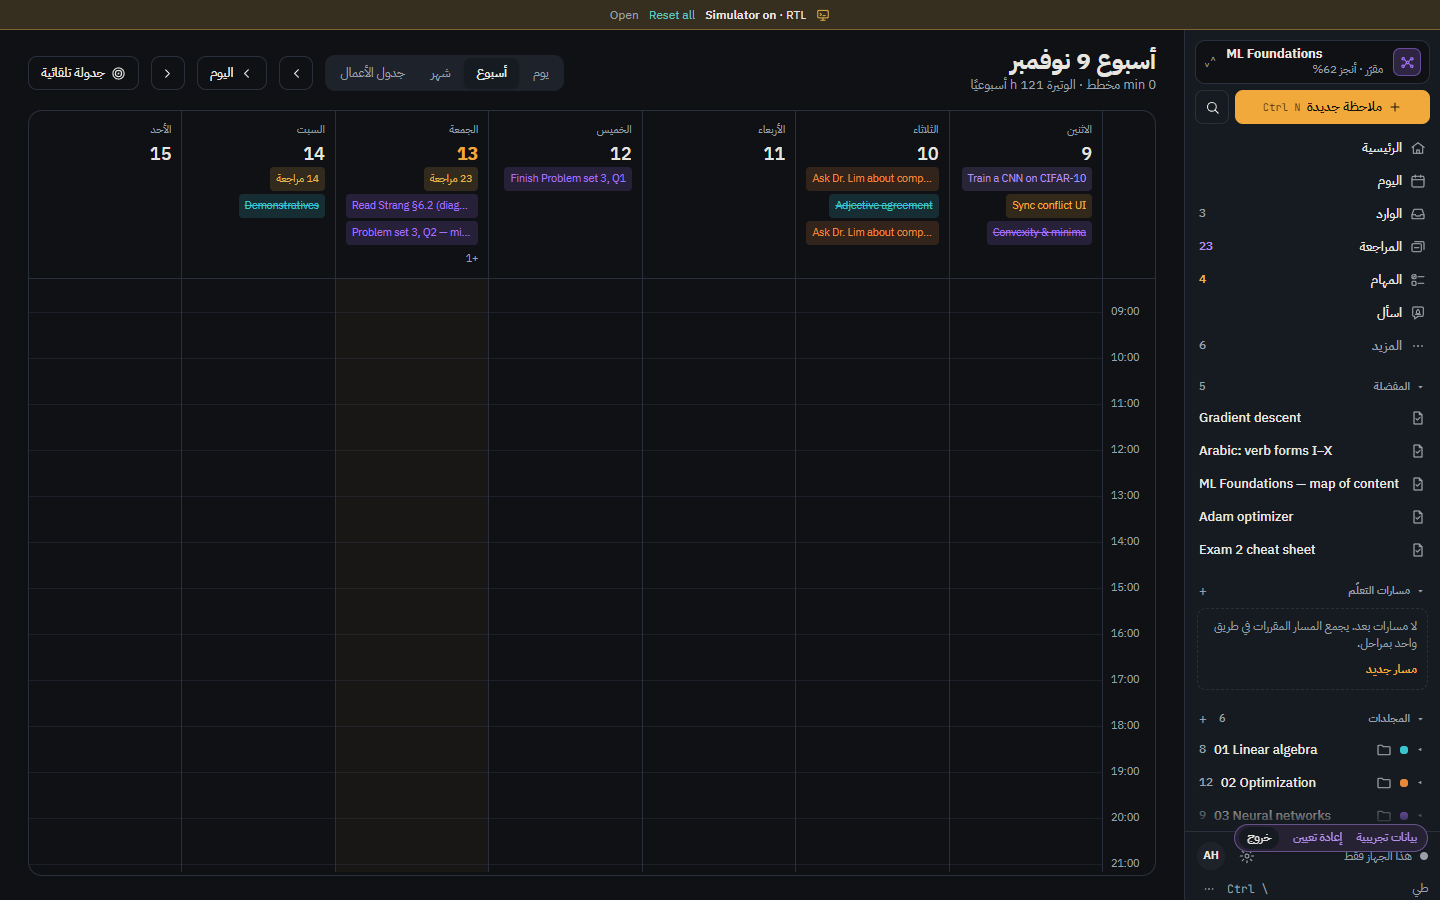 Open Reset all Simulator on · RTL
ML Foundations
مقرّر · أنجز 62%
ملاحظة جديدة Ctrl N
الرئيسية
اليوم
الوارد 3
المراجعة 23
المهام 4
اسأل
المزيد 6
المفضلة 5
Gradient descent
Arabic: verb forms I–X
ML Foundations — map of content
Adam optimizer
Exam 2 cheat sheet
مسارات التعلّم +
لا مسارات بعد. يجمع المسار المقررات في طريق
واحد بمراحل.
مسار جديد
المجلدات 6 +
01 Linear algebra 8
02 Optimization 12
03 Neural networks 9
بيانات تجريبية إعادة تعيين خروج
هذا الجهاز فقط AH
طي Ctrl \ ...
أسبوع 9 نوفمبر
0 min مخطط · الوتيرة 121 h أسبوعيًا
يوم أسبوع شهر جدول الأعمال
اليوم
جدولة تلقائية
الاثنين الثلاثاء الأربعاء الخميس الجمعة السبت الأحد
9 10 11 12 13 14 15
Train a CNN on CIFAR-10
Sync conflict UI
Convexity & minima
Ask Dr. Lim about comp...
Adjective agreement
Ask Dr. Lim about comp...
Finish Problem set 3, Q1
23 مراجعة
Read Strang §6.2 (diag...
Problem set 3, Q2 — mi...
1+
14 مراجعة
Demonstratives
09:00
10:00
11:00
12:00
13:00
14:00
15:00
16:00
17:00
18:00
19:00
20:00
21:00